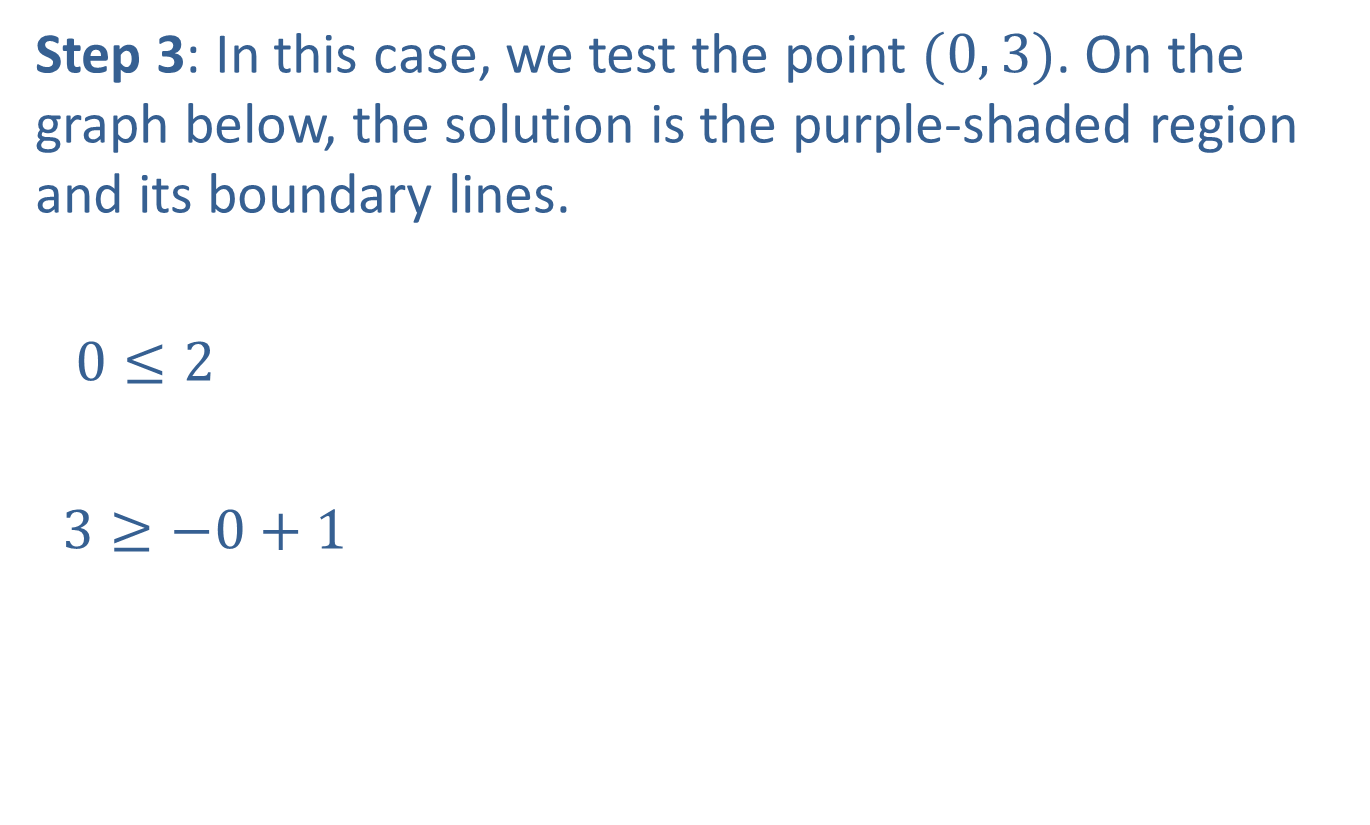 Step 3: In this case, we test the point (0, 3). On the
graph below, the solution is the purple-shaded region
and its boundary lines.
0 ≤ 2
3 ≥ −0 + 1